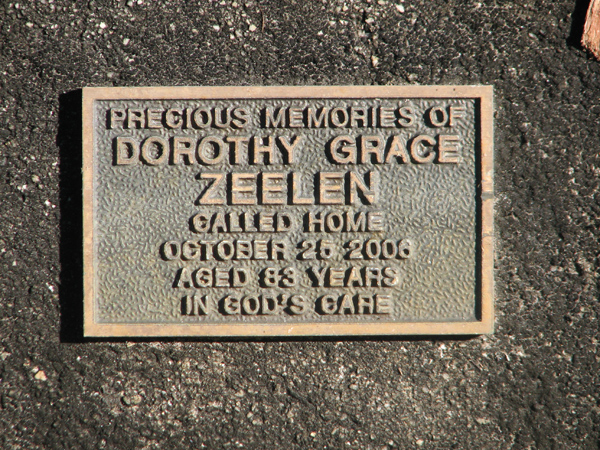 PRECIOUS MEMORIES OF
DOROTHY GRACE
ZEELEN
CALLED HOME
OCTOBER 25, 2006
AGED 83 YEARS
IN GOD'S CARE